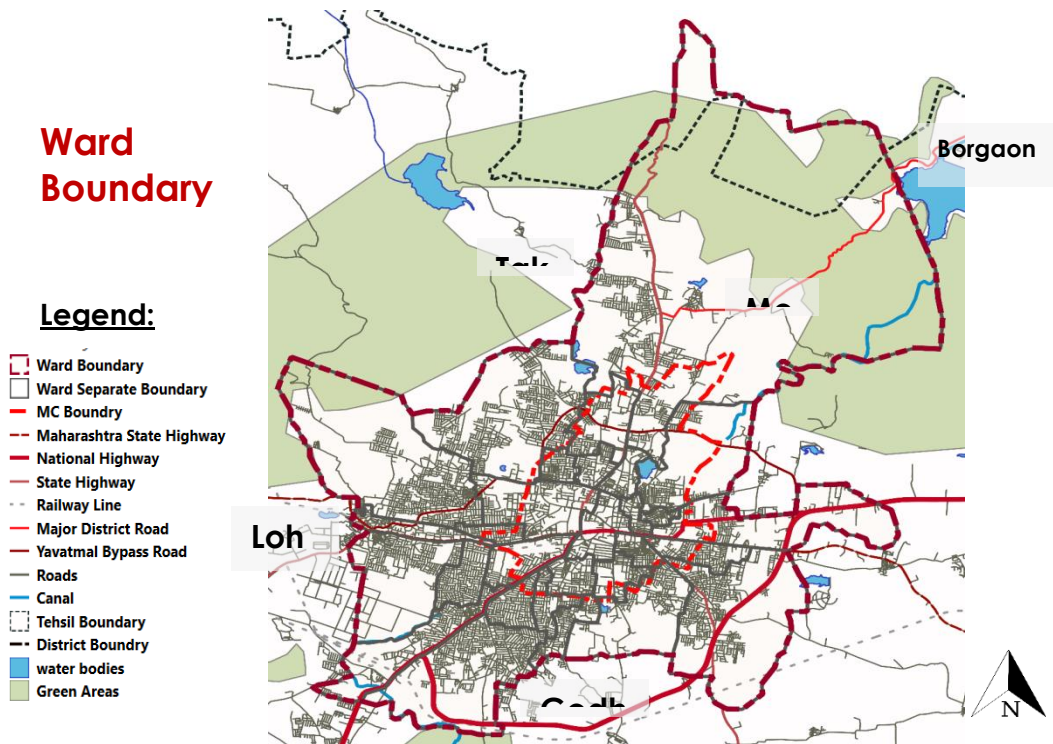 Ward
Boundary
Borgaon
Legend:
Ward Boundary
Ward Separate Boundary
MC Boundry
Maharashtra State Highway
National Highway
State Highway
Railway Line
Major District Road
Yavatmal Bypass Road
Roads
Canal
Tehsil Boundary
District Boundry
water bodies
Green Areas
Loh
N